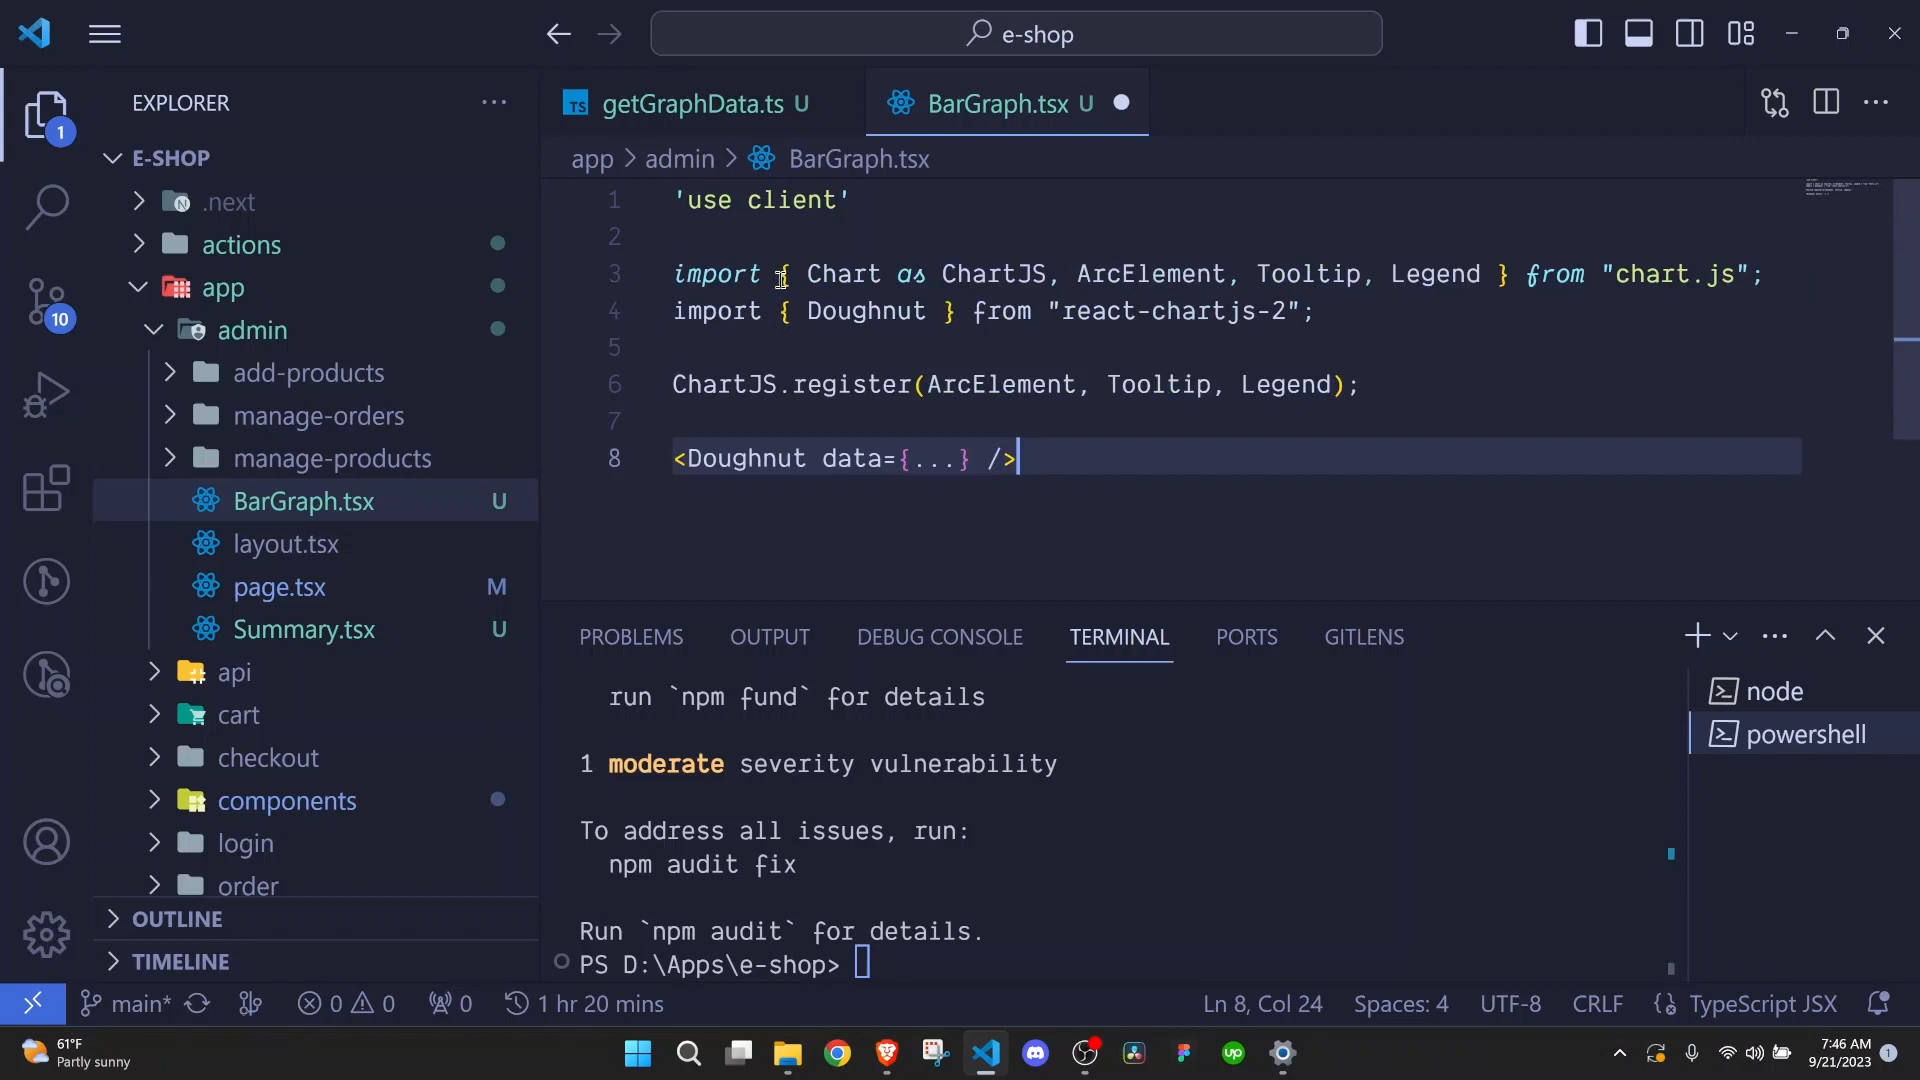 e-shop
EXPLORER
E-SHOP
.next
actions
app
admin
add-products
manage-orders
manage-products
BarGraph.tsx U
layout.tsx
page.tsx M
Summary.tsx U
api
cart
checkout
components
login
order
OUTLINE
TIMELINE
1
10
TS getGraphData.ts U
BarGraph.tsx U
app > admin > BarGraph.tsx
1 'use client'
2
3 import { Chart as ChartJS, ArcElement, Tooltip, Legend } from "chart.js";
4 import { Doughnut } from "react-chartjs-2";
5
6 ChartJS.register(ArcElement, Tooltip, Legend);
7
8 <Doughnut data={...} />
PROBLEMS OUTPUT DEBUG CONSOLE TERMINAL PORTS GITLENS
run `npm fund` for details
1 moderate severity vulnerability
To address all issues, run:
npm audit fix
Run `npm audit` for details.
PS D:\Apps\e-shop>
node
powershell
main* 0 0 0 1 hr 20 mins Ln 8, Col 24 Spaces: 4 UTF-8 CRLF TypeScript JSX
61°F
Partly sunny
up
7:46 AM
9/21/2023
1